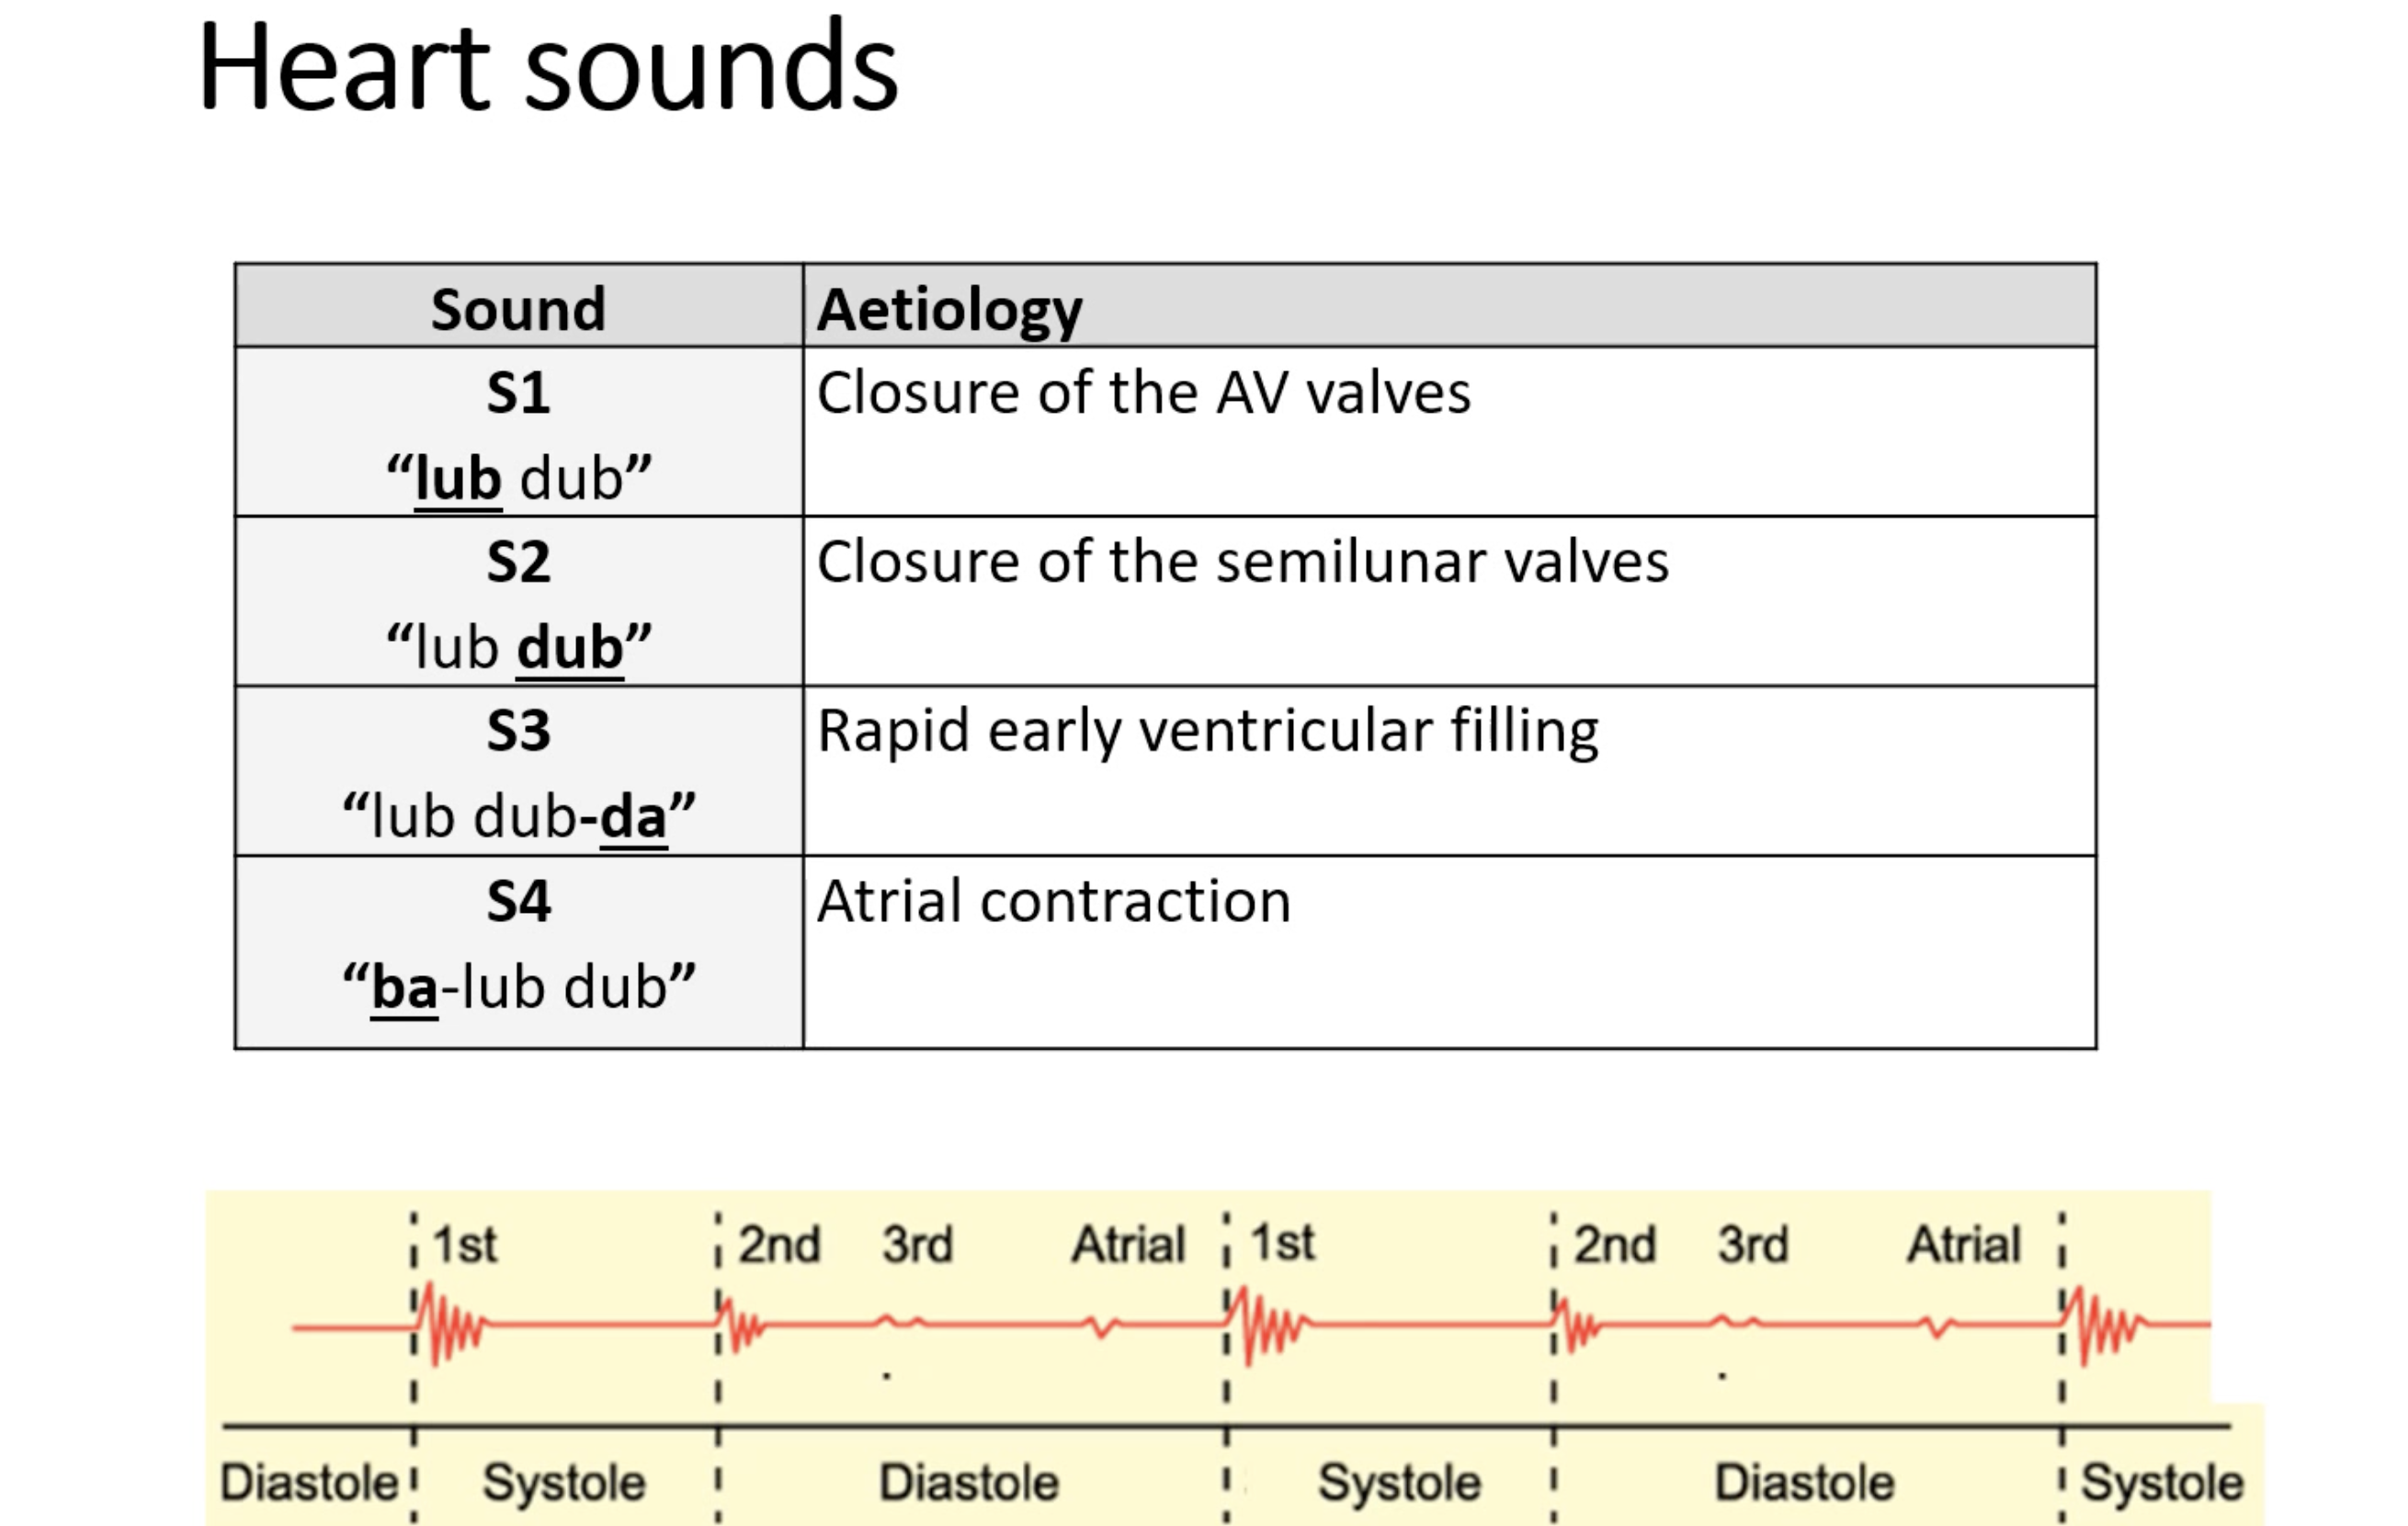 Heart sounds
Sound Aetiology
S1 Closure of the AV valves
“lub dub”
S2 Closure of the semilunar valves
“lub dub”
S3 Rapid early ventricular filling
“lub dub-da”
S4 Atrial contraction
“ba-lub dub”
1st 2nd 3rd Atrial 1st 2nd 3rd Atrial
Diastole Systole Diastole Systole Diastole Systole